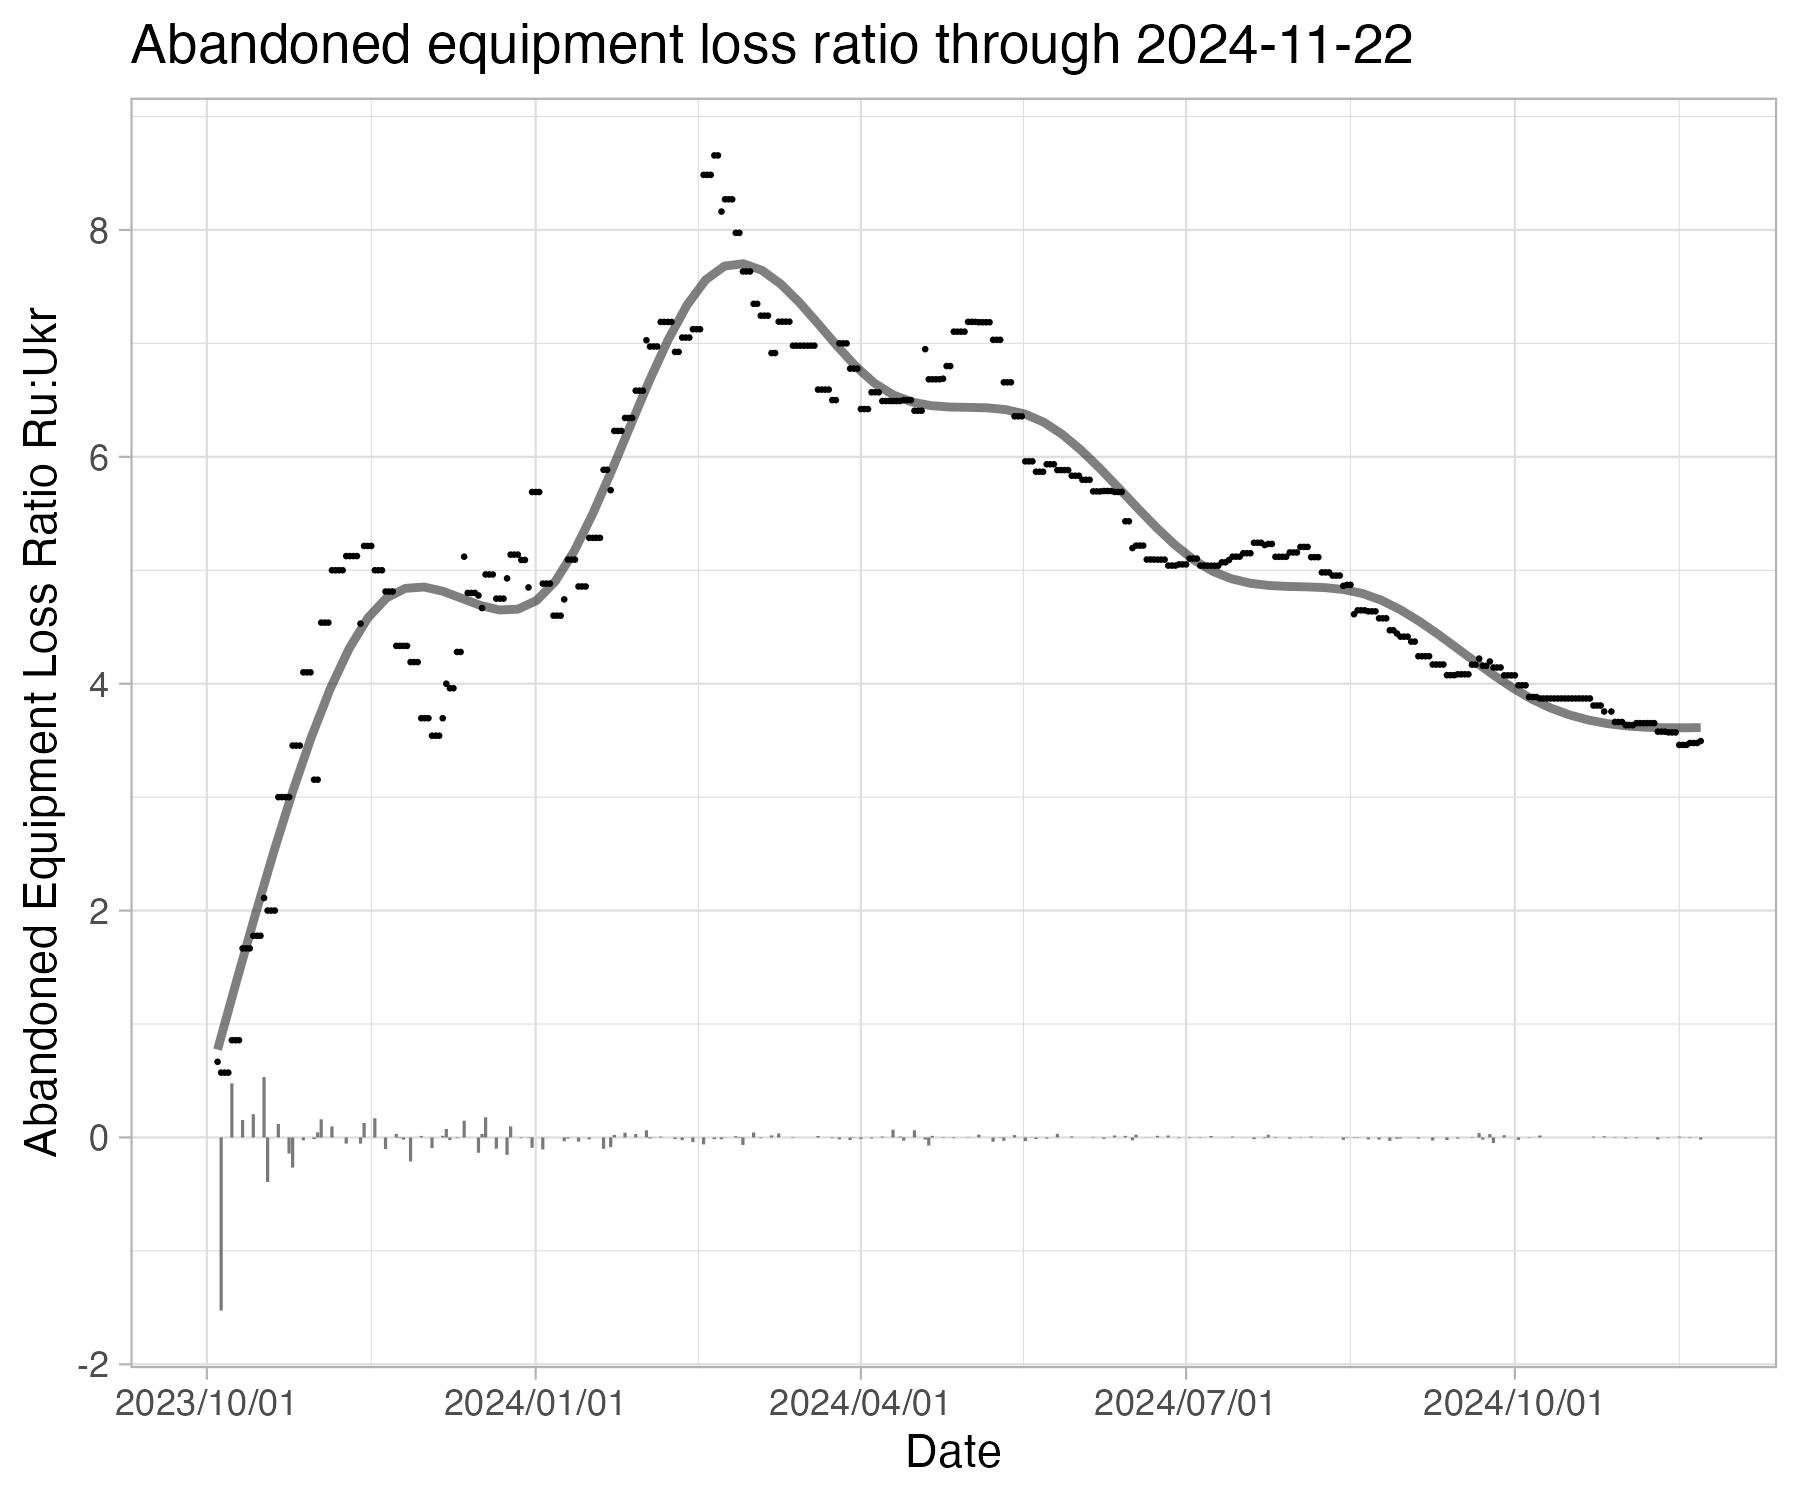 Abandoned equipment loss ratio through 2024-11-22
Abandoned Equipment Loss Ratio Ru:Ukr
8
6
4
2
0
-2
2023/10/01 2024/01/01 2024/04/01 2024/07/01 2024/10/01
Date